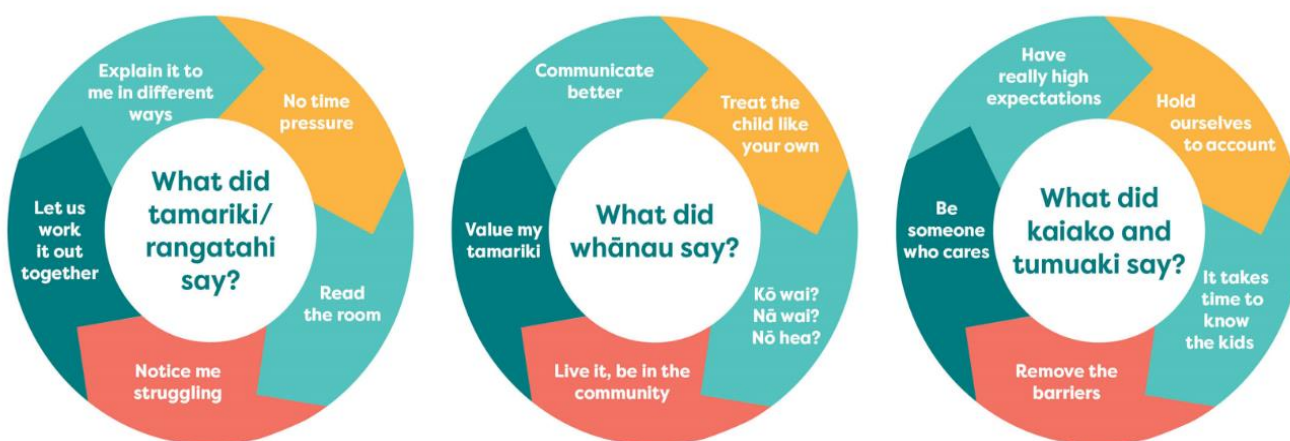 Explain it to
me in different
ways
No time
pressure
Read
the room
Notice me
struggling
Let us
work
it out
together
What did
tamariki/
rangatahi
say?
Communicate
better
Treat the
child like
your own
Kō wai?
Nā wai?
Nō hea?
Live it, be in the
community
Value my
tamariki
What did
whānau say?
Have
really high
expectations
Hold
ourselves
to account
It takes
time to
know
the kids
Remove the
barriers
Be
someone
who cares
What did
kaiako and
tumuaki say?